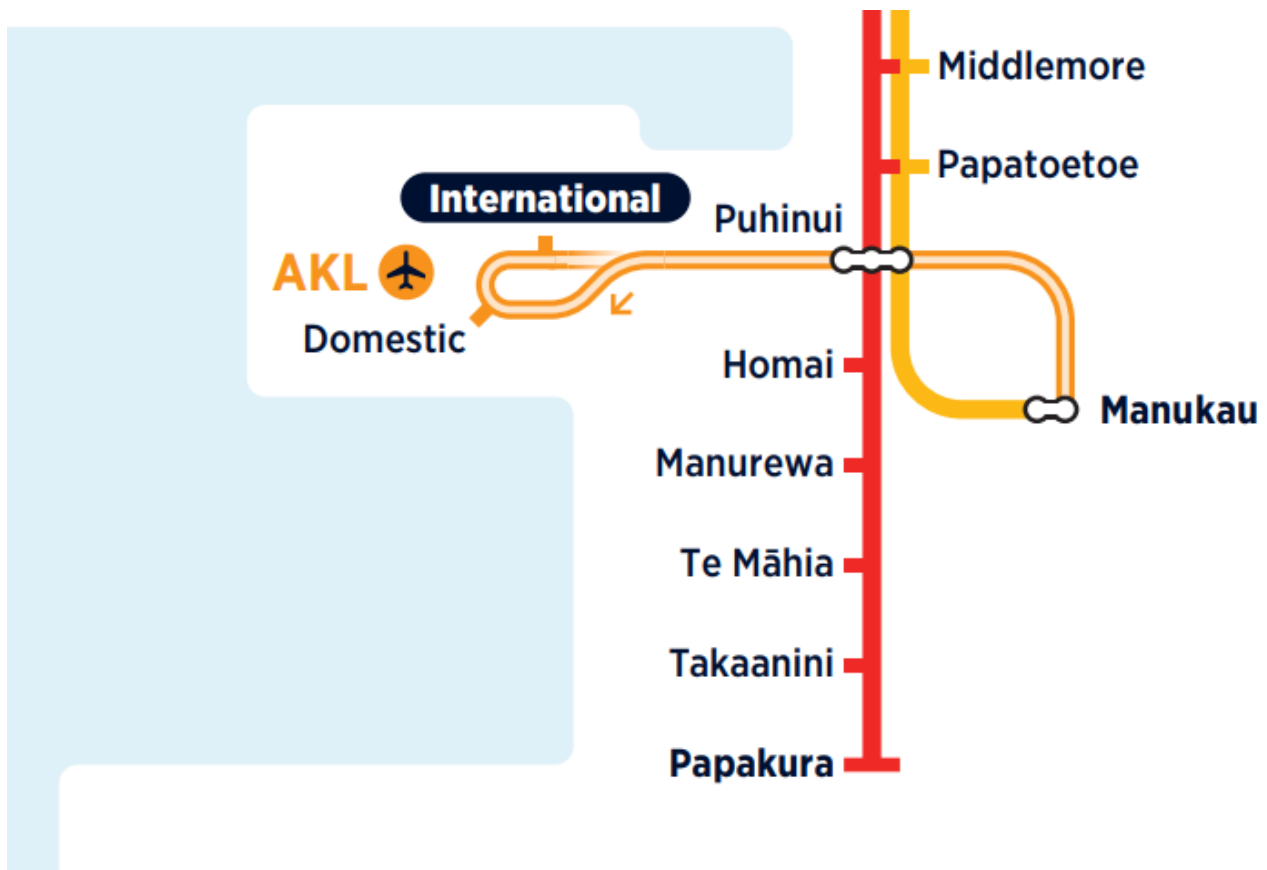 Middlemore
Papatoetoe
International
Puhinui
AKL
Domestic
Homai
Manukau
Manurewa
Te Māhia
Takaanini
Papakura